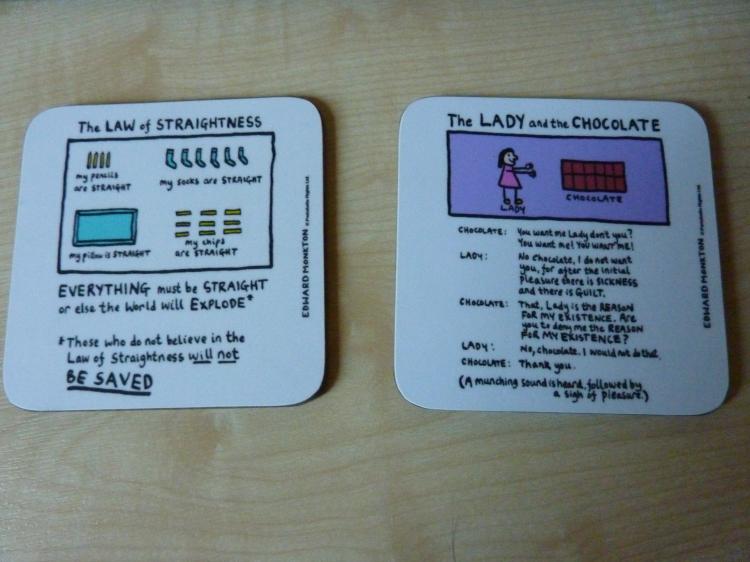 The LAW of STRAIGHTNESS
my pencils
are STRAIGHT
my socks are STRAIGHT
my pillow is STRAIGHT
my chips
are STRAIGHT
EVERYTHING must be STRAIGHT
or else the World will EXPLODE*
*Those who do not believe in the
Law of Straightness will not
BE SAVED
EDWARD MONKTON
The LADY and the CHOCOLATE
LADY
CHOCOLATE
CHOCOLATE: You want me Lady don't you?
You want me! You WANT ME!
LADY: No Chocolate, I do not want
you, for after the initial
Pleasure there is SICKNESS
and there is GUILT.
CHOCOLATE: That, Lady is the REASON
FOR MY EXISTENCE. Are
you to deny me the REASON
FOR MY EXISTENCE?
LADY: No, chocolate. I would not do that.
CHOCOLATE: Thank you.
(A munching sound is heard, followed by
a sigh of pleasure.)
EDWARD MONKTON